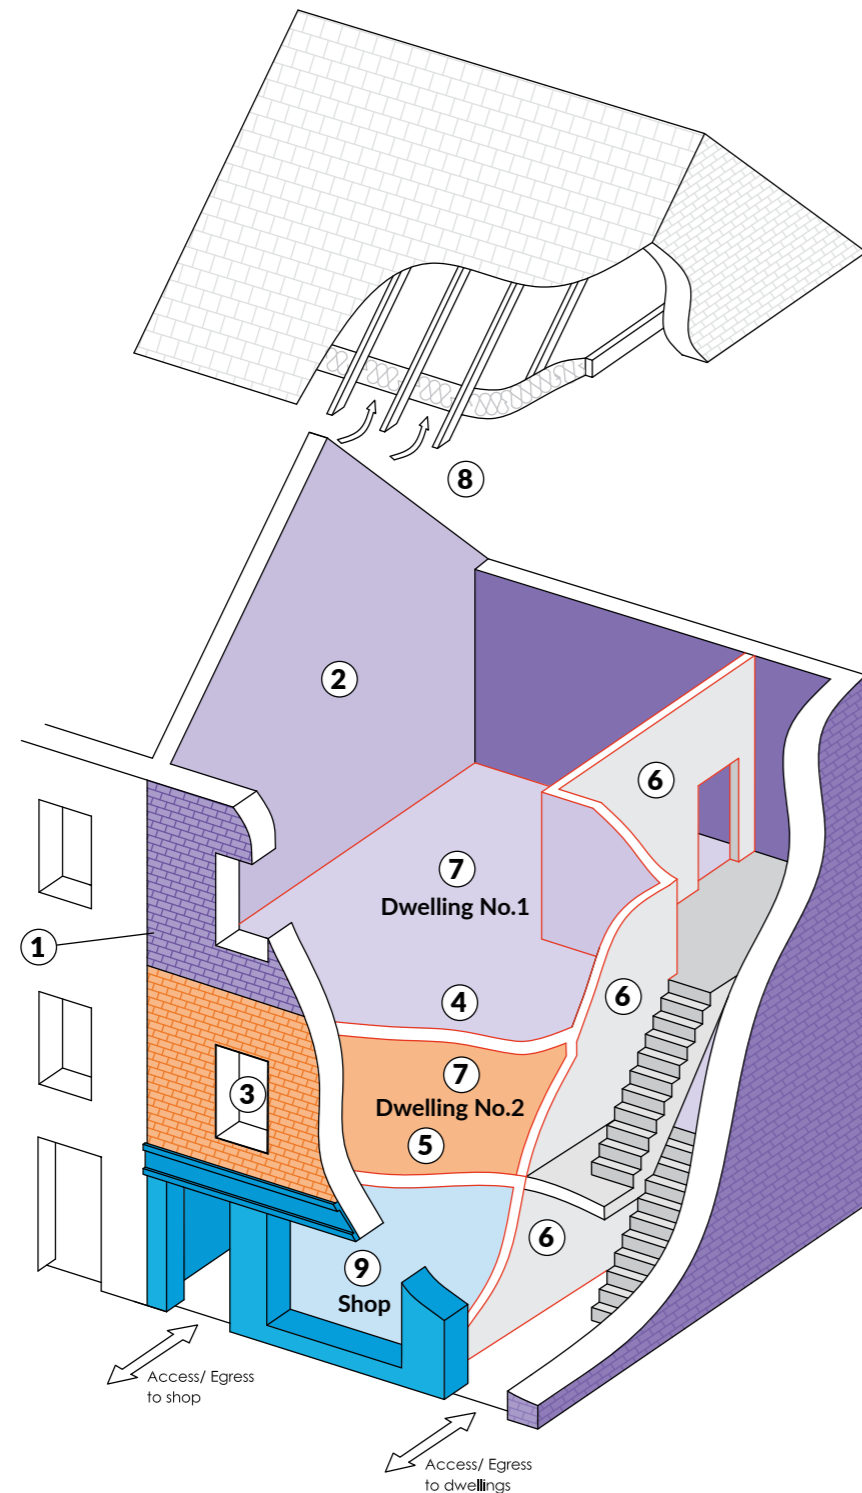 8
2
6
7
Dwelling No.1
1
4
6
3
7
Dwelling No.2
5
6
9
Shop
Access/ Egress
to shop
Access/ Egress
to dwellings